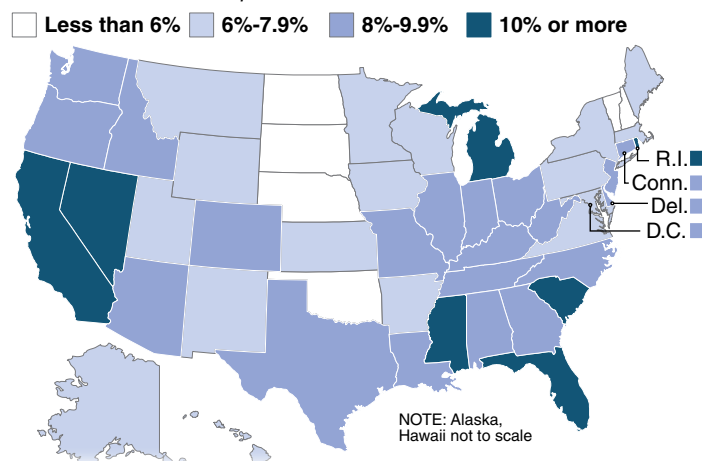 Less than 6% 6%-7.9% 8%-9.9% 10% or more
R.I.
Conn.
Del.
D.C.
NOTE: Alaska,
Hawaii not to scale